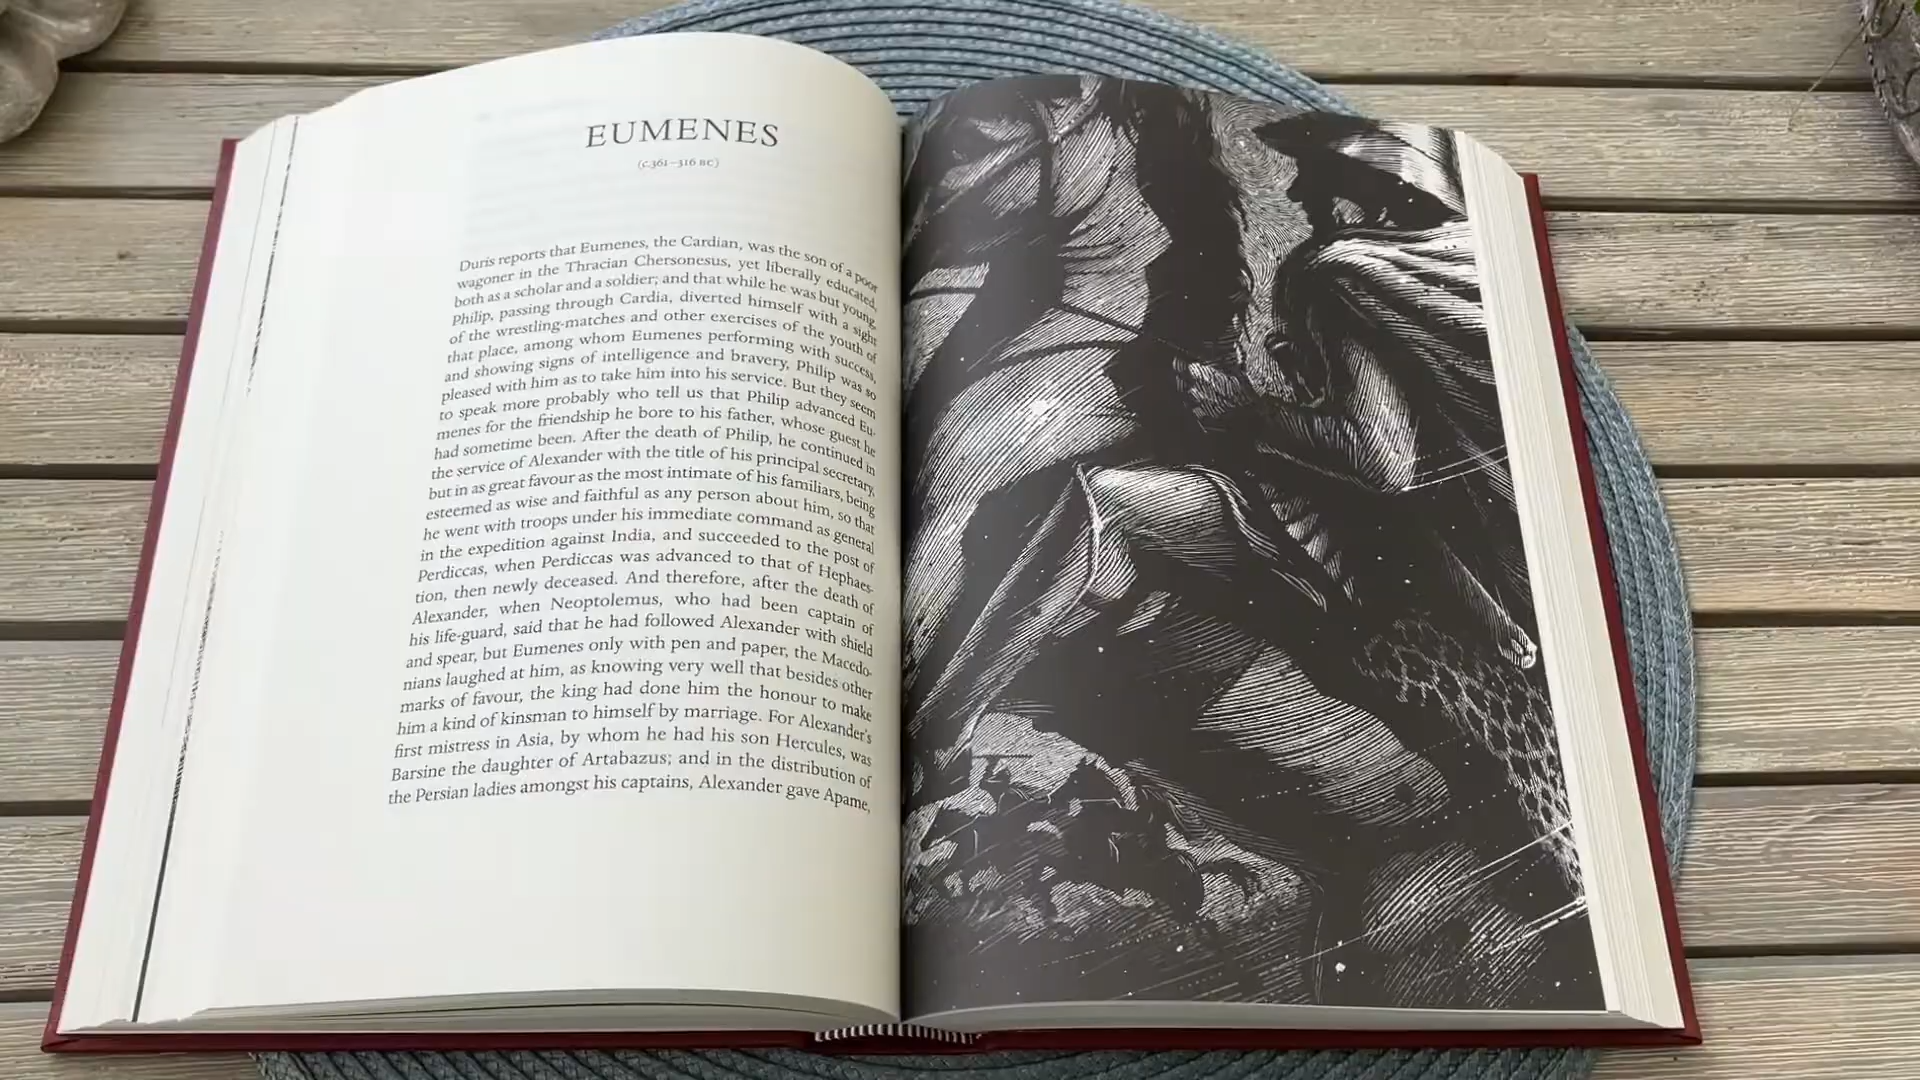 EUMENES
(c.361–316 BC)
Duris reports that Eumenes, the Cardian, was the son of a poor
wagoner in the Thracian Chersonesus, yet liberally educated,
both as a scholar and a soldier; and that while he was but young,
Philip, passing through Cardia, diverted himself with a sight
of the wrestling-matches and other exercises of the youth of
that place, among whom Eumenes performing with success,
and showing signs of intelligence and bravery, Philip was so
pleased with him as to take him into his service. But they seem
to speak more probably who tell us that Philip advanced Eu-
menes for the friendship he bore to his father, whose guest he
had sometime been. After the death of Philip, he continued in
the service of Alexander with the title of his principal secretary,
but in as great favour as the most intimate of his familiars, being
esteemed as wise and faithful as any person about him, so that
he went with troops under his immediate command as general
in the expedition against India, and succeeded to the post of
Perdiccas, when Perdiccas was advanced to that of Hephaes-
tion, then newly deceased. And therefore, after the death of
Alexander, when Neoptolemus, who had been captain of
his life-guard, said that he had followed Alexander with shield
and spear, but Eumenes only with pen and paper, the Macedo-
nians laughed at him, as knowing very well that besides other
marks of favour, the king had done him the honour to make
him a kind of kinsman to himself by marriage. For Alexander's
first mistress in Asia, by whom he had his son Hercules, was
Barsine the daughter of Artabazus; and in the distribution of
the Persian ladies amongst his captains, Alexander gave Apame,